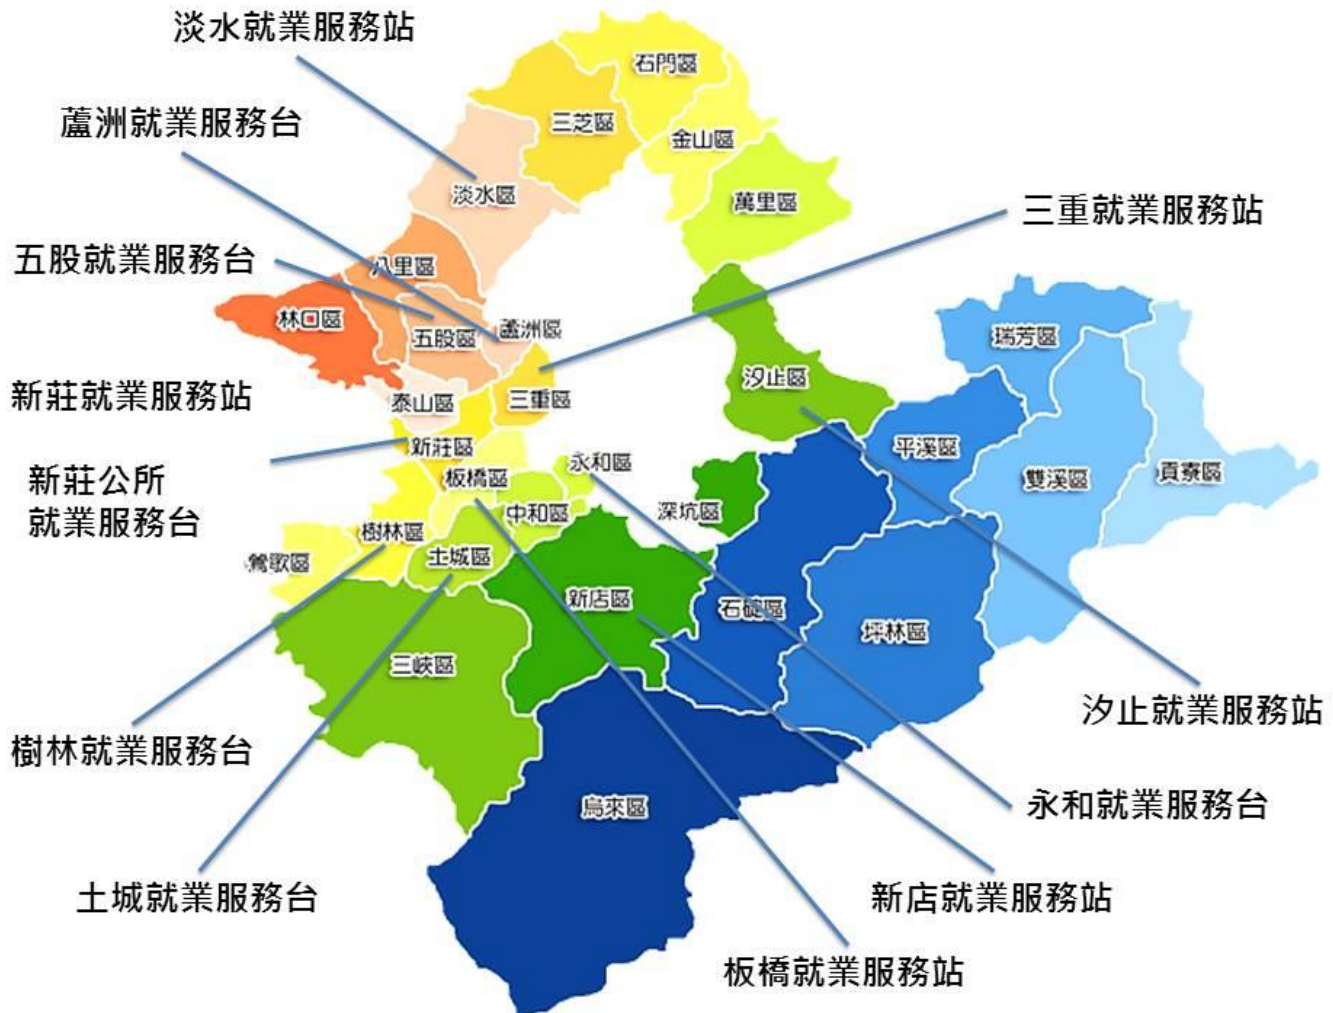 淡水就業服務站
石門區
三芝區
蘆洲就業服務台
金山區
淡水區
萬里區
三重就業服務站
五股就業服務台
八里區
林口區
五股區
蘆洲區
瑞芳區
汐止區
新莊就業服務站
泰山區
三重區
新莊區
平溪區
永和區
板橋區
雙溪區
貢寮區
新莊公所
就業服務台
中和區
深坑區
樹林區
土城區
鶯歌區
新店區
石碇區
坪林區
三峽區
汐止就業服務站
樹林就業服務台
烏來區
永和就業服務台
土城就業服務台
新店就業服務站
板橋就業服務站